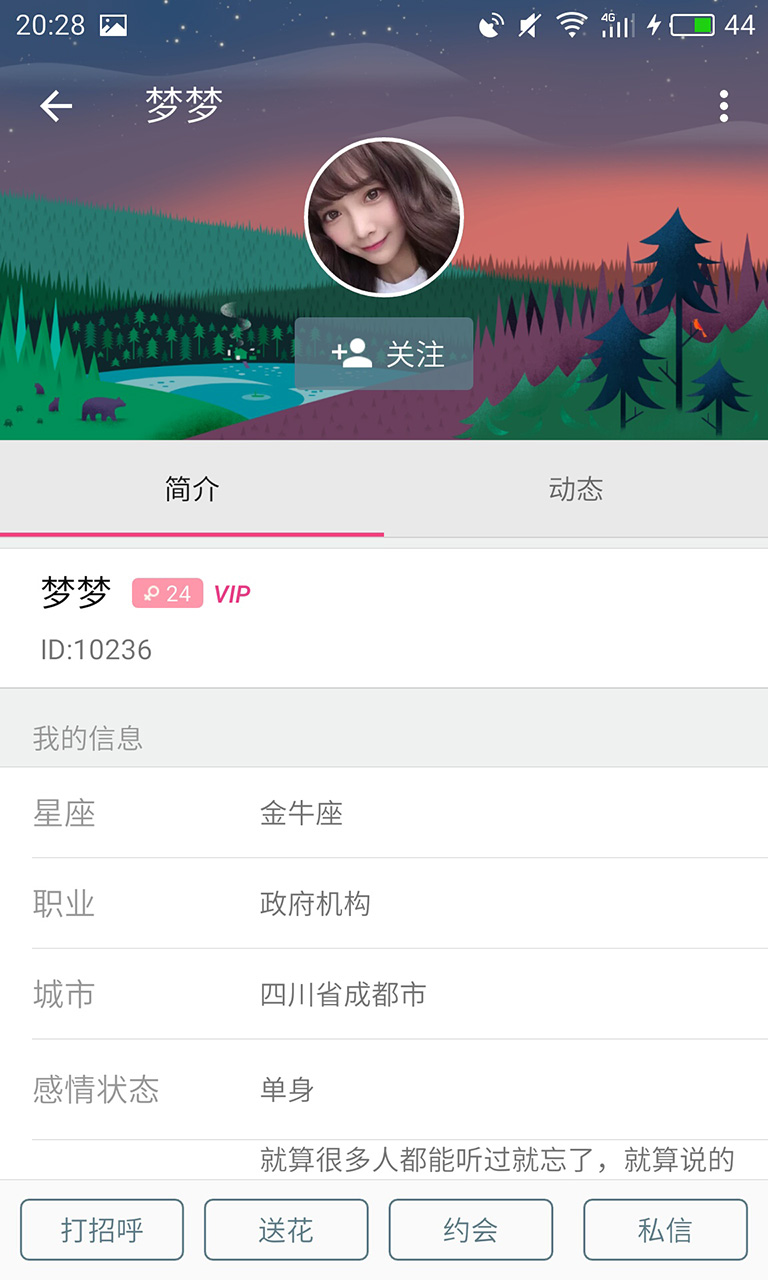 20:28 4G 44
梦梦
关注
简介 动态
梦梦 24 VIP
ID:10236
我的信息
星座 金牛座
职业 政府机构
城市 四川省成都市
感情状态 单身
就算很多人都能听过就忘了，就算说的
打招呼 送花 约会 私信